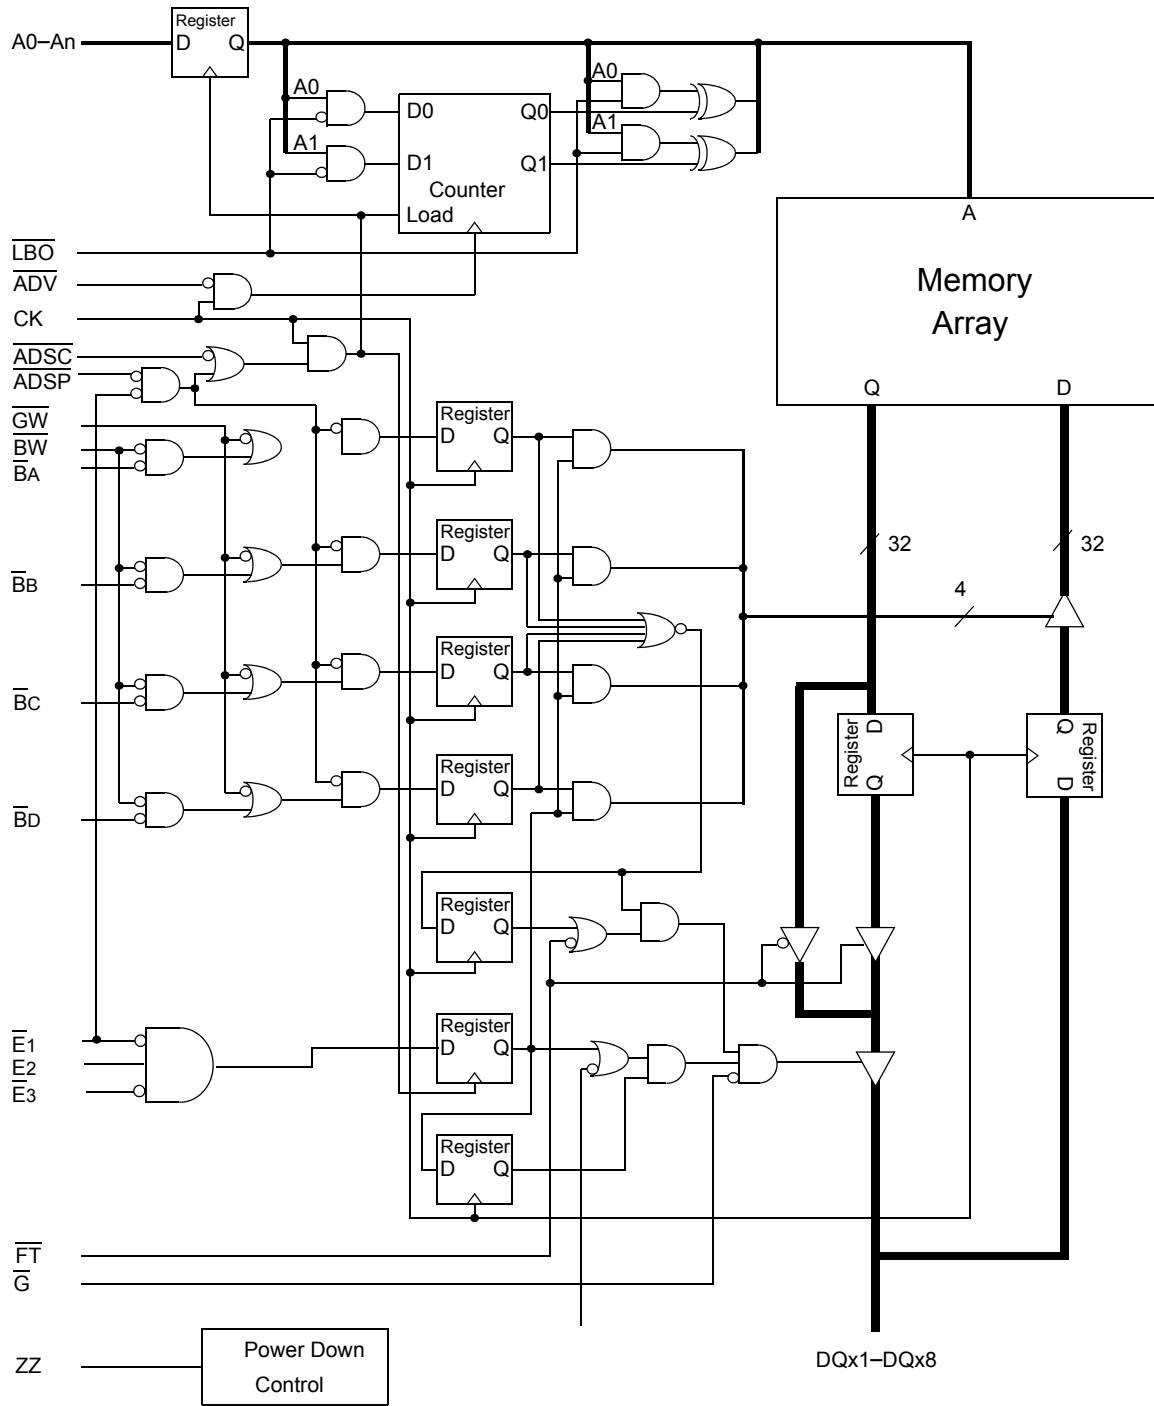 Register
A0–An
D Q
A0
A0
D0 Q0
A1
A1
D1 Q1
Counter
Load
A
LBO
ADV
Memory
Array
CK
ADSC
ADSP
Q D
GW
BW
BA
Register
D Q
Register
D Q
32
32
BB
4
Register
D Q
BC
Register
D
Q
Register
Q
D
Register
D Q
BD
Register
D Q
Register
D Q
E1
E2
E3
Register
D Q
FT
G
Power Down
Control
ZZ
DQx1–DQx8